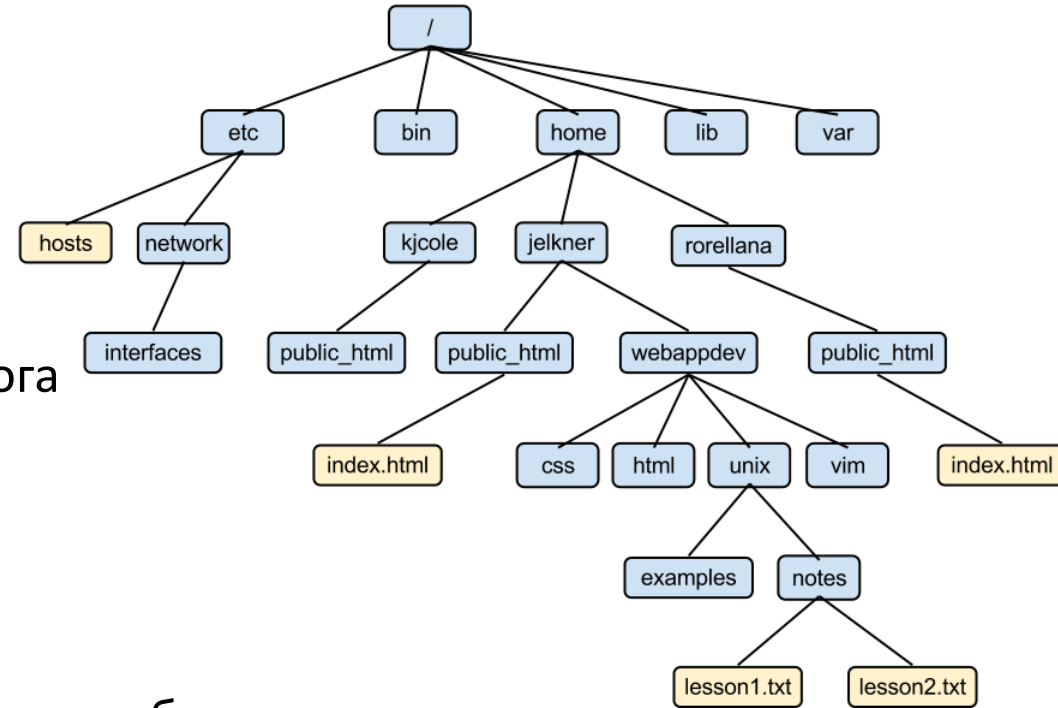 /
etc bin home lib var
hosts network kjcole jelkner rorellana
interfaces public_html public_html webappdev public_html
орга
index.html css html unix vim index.html
examples notes
lesson1.txt lesson2.txt